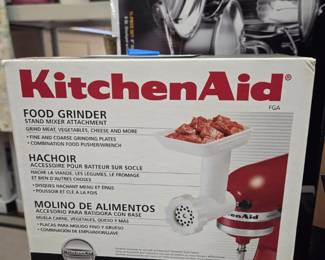 KitchenAid®
FGA
FOOD GRINDER
STAND MIXER ATTACHMENT
GRIND MEAT, VEGETABLES, CHEESE AND MORE
• FINE AND COARSE GRINDING PLATES
• COMBINATION FOOD PUSHER/WRENCH
HACHOIR
ACCESSOIRE POUR BATTEUR SUR SOCLE
HACHE LA VIANDE, LES LÉGUMES, LE FROMAGE
ET BIEN D'AUTRES CHOSES
• DISQUES HACHANT MENU ET ÉPAIS
• POUSSOIR ET CLÉ À LA FOIS
MOLINO DE ALIMENTOS
ACCESORIO PARA BATIDORA CON BASE
MUELA CARNE, VEGETALES, QUESO Y MÁS
• PLACAS PARA MOLIDO FINO Y GRUESO
• COMBINACIÓN DE EMPUJADOR/LLAVE
KitchenAid